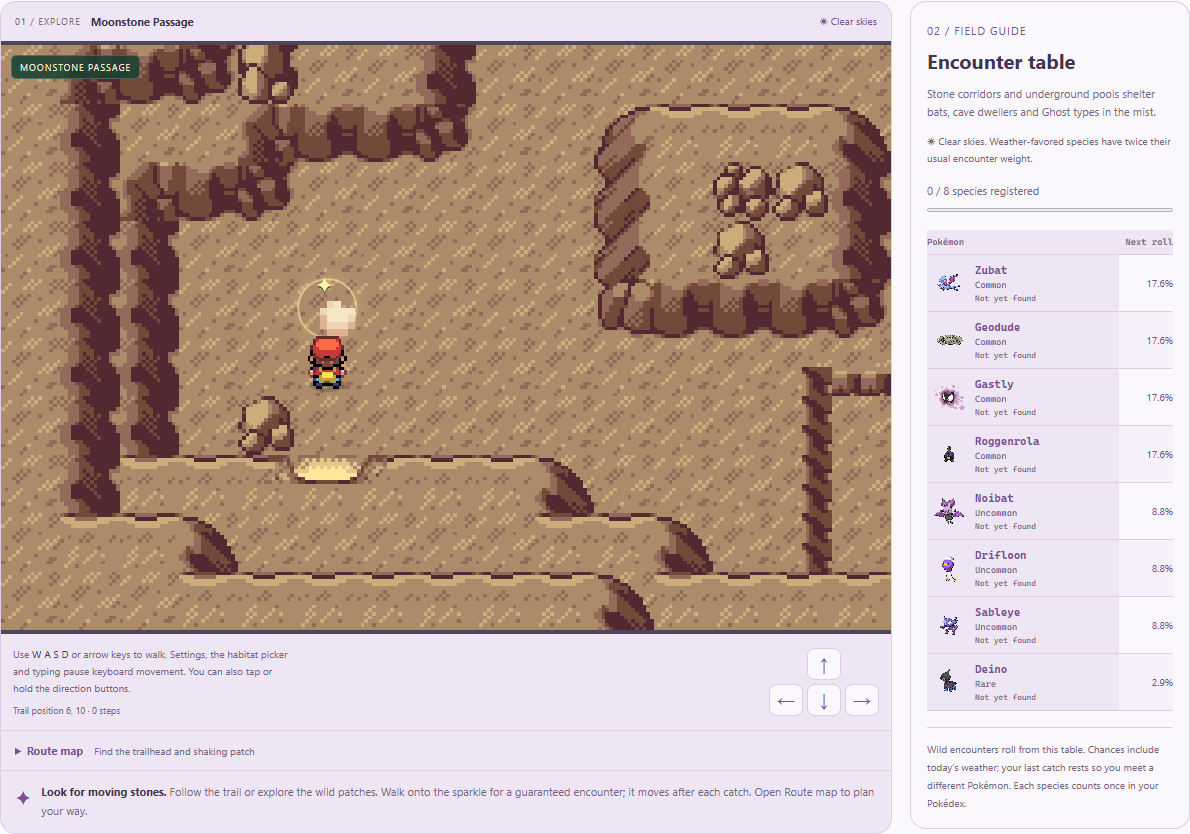 01 / EXPLORE Moonstone Passage
☀ Clear skies
MOONSTONE PASSAGE
Use W A S D or arrow keys to walk. Settings, the habitat picker
and typing pause keyboard movement. You can also tap or
hold the direction buttons.
Trail position 6, 10 · 0 steps
↑
← ↓ →
▶ Route map Find the trailhead and shaking patch
✦ Look for moving stones. Follow the trail or explore the wild patches. Walk onto the sparkle for a guaranteed encounter; it moves after each catch. Open Route map to plan
your way.
02 / FIELD GUIDE
Encounter table
Stone corridors and underground pools shelter
bats, cave dwellers and Ghost types in the mist.
☀ Clear skies. Weather-favored species have twice their
usual encounter weight.
0 / 8 species registered
Pokémon Next roll
Zubat
Common
Not yet found
17.6%
Geodude
Common
Not yet found
17.6%
Gastly
Common
Not yet found
17.6%
Roggenrola
Common
Not yet found
17.6%
Noibat
Uncommon
Not yet found
8.8%
Drifloon
Uncommon
Not yet found
8.8%
Sableye
Uncommon
Not yet found
8.8%
Deino
Rare
Not yet found
2.9%
Wild encounters roll from this table. Chances include
today's weather; your last catch rests so you meet a
different Pokémon. Each species counts once in your
Pokédex.